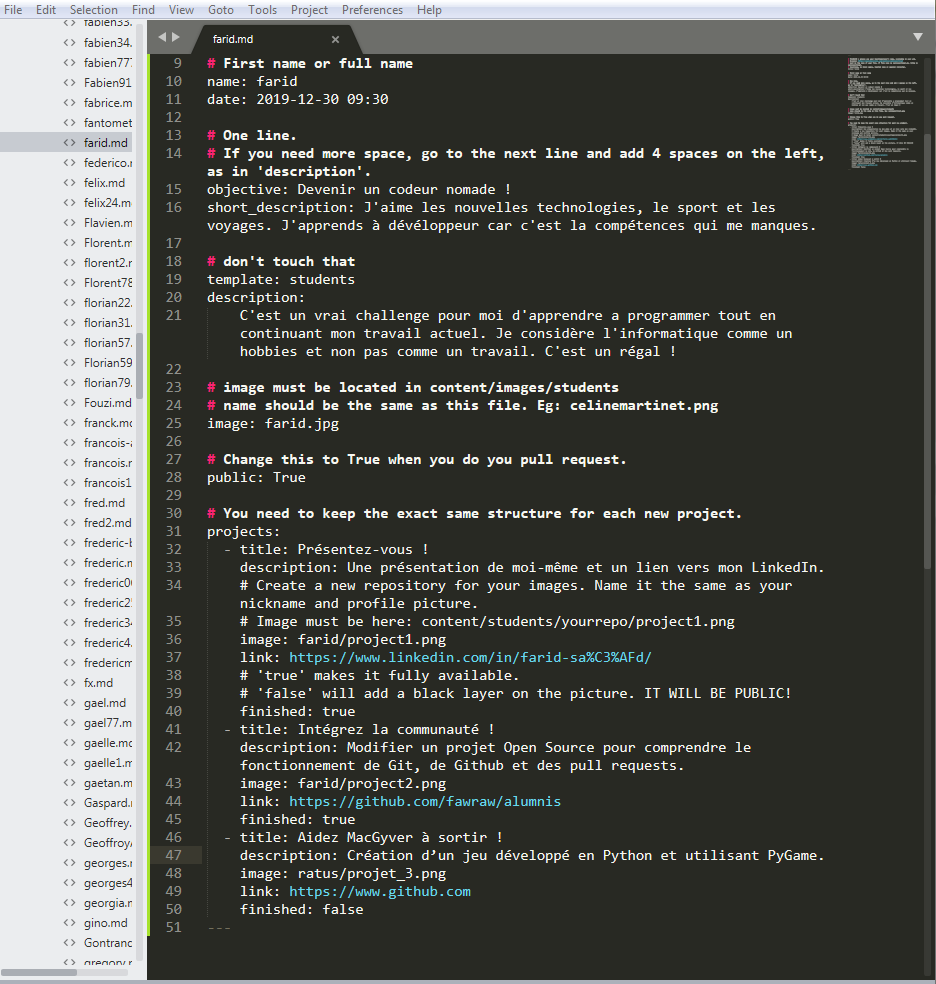 File Edit Selection Find View Goto Tools Project Preferences Help
fabien33.
fabien34.
fabien777
Fabien91
fabrice.m
fantomet
farid.md
federico.r
felix.md
felix24.m
Flavien.m
Florent.m
florent2.r
Florent78
florian22.
florian31.
florian57.
Florian59
florian79.
Fouzi.md
franck.mc
francois-a
francois.r
francois1
fred.md
fred2.md
frederic-b
frederic.n
frederic0
frederic2
frederic3
frederic4.
fredericm
fx.md
gael.md
gael77.m
gaelle.mc
gaelle1.m
gaetan.m
Gaspard.
Geoffrey.
Geoffroy
georges.r
georges4
georgia.r
gino.md
Gontranc
gregory.r
farid.md ×
9 # First name or full name
10 name: farid
11 date: 2019-12-30 09:30
12
13 # One line.
14 # If you need more space, go to the next line and add 4 spaces on the left,
as in 'description'.
15 objective: Devenir un codeur nomade !
16 short_description: J'aime les nouvelles technologies, le sport et les
voyages. J'apprends à dévéloppeur car c'est la compétences qui me manques.
17
18 # don't touch that
19 template: students
20 description:
21 C'est un vrai challenge pour moi d'apprendre a programmer tout en
continuant mon travail actuel. Je considère l'informatique comme un
hobbies et non pas comme un travail. C'est un régal !
22
23 # image must be located in content/images/students
24 # name should be the same as this file. Eg: celinemartinet.png
25 image: farid.jpg
26
27 # Change this to True when you do you pull request.
28 public: True
29
30 # You need to keep the exact same structure for each new project.
31 projects:
32 - title: Présentez-vous !
33 description: Une présentation de moi-même et un lien vers mon LinkedIn.
34 # Create a new repository for your images. Name it the same as your
nickname and profile picture.
35 # Image must be here: content/students/yourrepo/project1.png
36 image: farid/project1.png
37 link: https://www.linkedin.com/in/farid-sa%C3%AFd/
38 # 'true' makes it fully available.
39 # 'false' will add a black layer on the picture. IT WILL BE PUBLIC!
40 finished: true
41 - title: Intégrez la communauté !
42 description: Modifier un projet Open Source pour comprendre le
fonctionnement de Git, de Github et des pull requests.
43 image: farid/project2.png
44 link: https://github.com/fawraw/alumnis
45 finished: true
46 - title: Aidez MacGyver à sortir !
47 description: Création d’un jeu développé en Python et utilisant PyGame.
48 image: ratus/projet_3.png
49 link: https://www.github.com
50 finished: false
51 ---